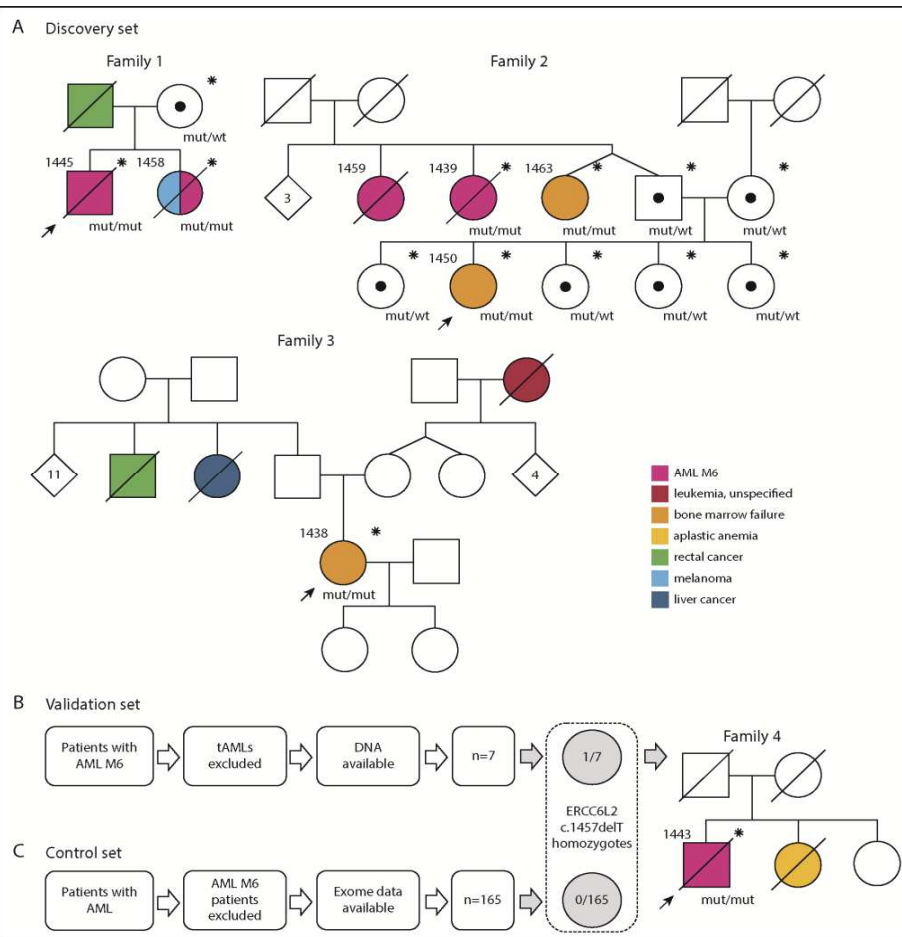 A Discovery set
Family 1
Family 2
*
mut/wt
1445 * 1458 *
mut/mut mut/mut
3
1459 1439 * 1463 * * *
mut/mut mut/mut mut/wt mut/wt
* 1450 * * * *
mut/wt mut/mut mut/wt mut/wt mut/wt
Family 3
11
4
1438 *
mut/mut
AML M6
leukemia, unspecified
bone marrow failure
aplastic anemia
rectal cancer
melanoma
liver cancer
B Validation set
Patients with
AML M6
tAMLs
excluded
DNA
available
n=7
1/7
ERCC6L2
c.1457delT
homozygotes
Family 4
1443 *
mut/mut
C Control set
Patients with
AML
AML M6
patients
excluded
Exome data
available
n=165
0/165